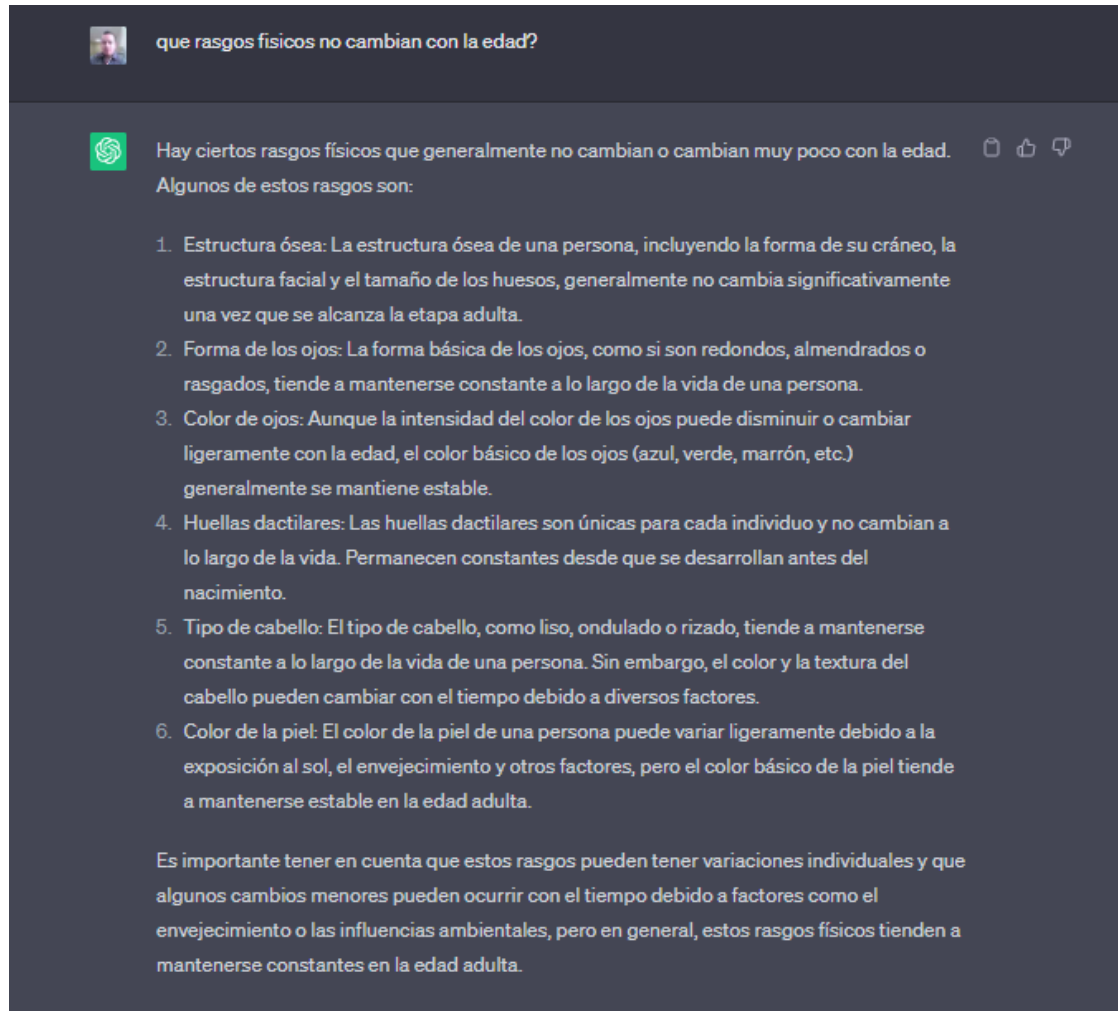 que rasgos fisicos no cambian con la edad?
Hay ciertos rasgos físicos que generalmente no cambian o cambian muy poco con la edad.
Algunos de estos rasgos son:
1. Estructura ósea: La estructura ósea de una persona, incluyendo la forma de su cráneo, la
estructura facial y el tamaño de los huesos, generalmente no cambia significativamente
una vez que se alcanza la etapa adulta.
2. Forma de los ojos: La forma básica de los ojos, como si son redondos, almendrados o
rasgados, tiende a mantenerse constante a lo largo de la vida de una persona.
3. Color de ojos: Aunque la intensidad del color de los ojos puede disminuir o cambiar
ligeramente con la edad, el color básico de los ojos (azul, verde, marrón, etc.)
generalmente se mantiene estable.
4. Huellas dactilares: Las huellas dactilares son únicas para cada individuo y no cambian a
lo largo de la vida. Permanecen constantes desde que se desarrollan antes del
nacimiento.
5. Tipo de cabello: El tipo de cabello, como liso, ondulado o rizado, tiende a mantenerse
constante a lo largo de la vida de una persona. Sin embargo, el color y la textura del
cabello pueden cambiar con el tiempo debido a diversos factores.
6. Color de la piel: El color de la piel de una persona puede variar ligeramente debido a la
exposición al sol, el envejecimiento y otros factores, pero el color básico de la piel tiende
a mantenerse estable en la edad adulta.
Es importante tener en cuenta que estos rasgos pueden tener variaciones individuales y que
algunos cambios menores pueden ocurrir con el tiempo debido a factores como el
envejecimiento o las influencias ambientales, pero en general, estos rasgos físicos tienden a
mantenerse constantes en la edad adulta.